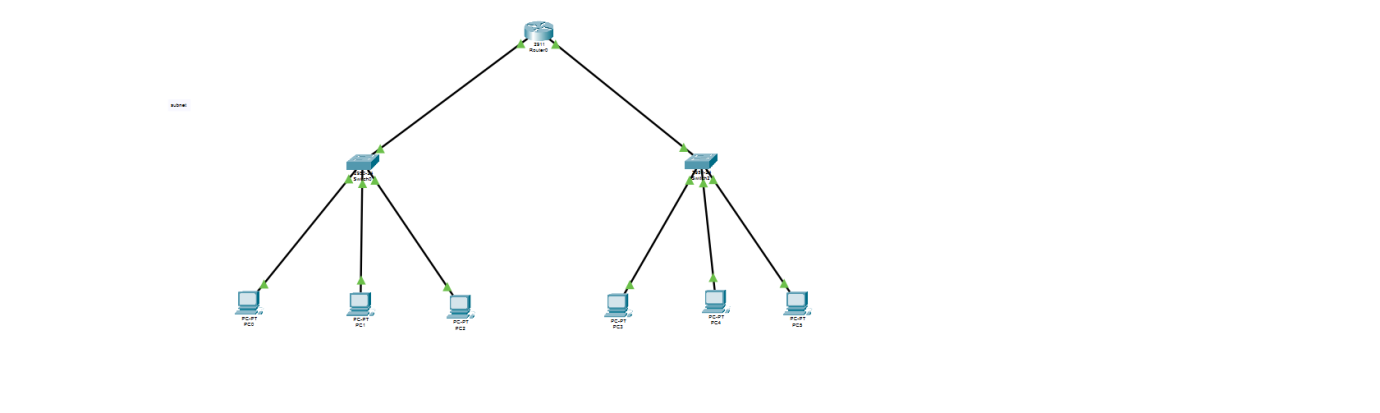 2911
Router0
subnet
Switch0
Switch1
PC-PT
PC0
PC-PT
PC1
PC-PT
PC2
PC-PT
PC3
PC-PT
PC4
PC-PT
PC5